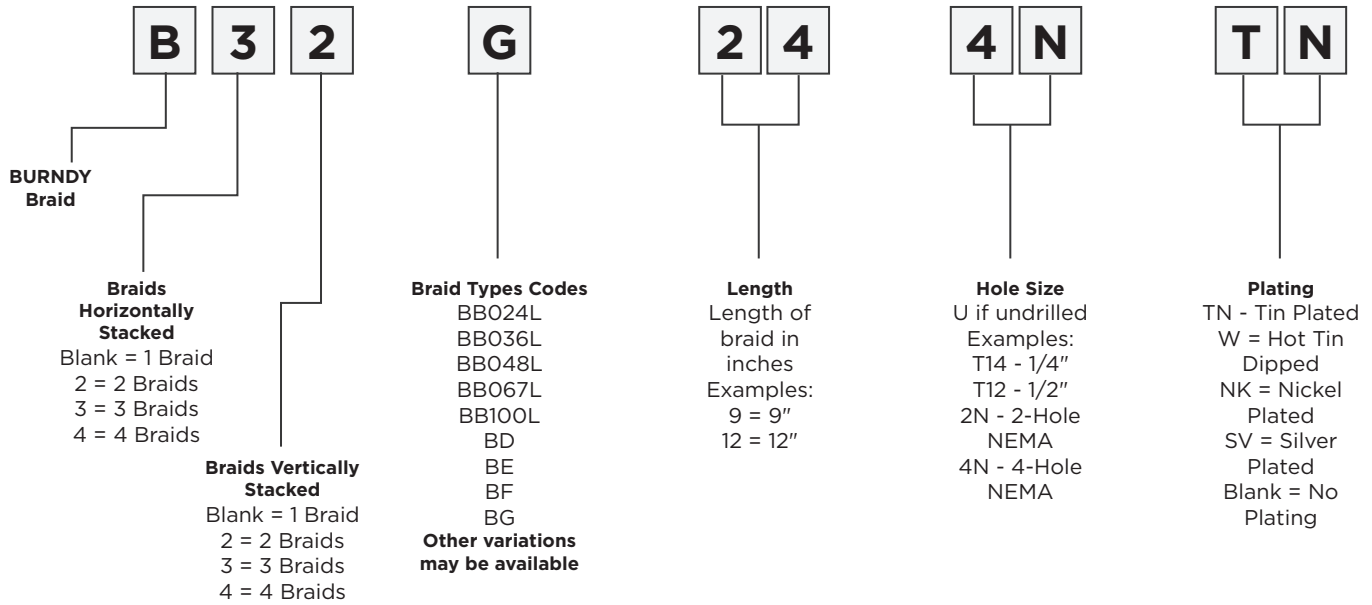 B 3 2 G 2 4 4 N T N
BURNDY
Braid
Braids
Horizontally
Stacked
Blank = 1 Braid
2 = 2 Braids
3 = 3 Braids
4 = 4 Braids
Braids Vertically
Stacked
Blank = 1 Braid
2 = 2 Braids
3 = 3 Braids
4 = 4 Braids
Braid Types Codes
BB024L
BB036L
BB048L
BB067L
BB100L
BD
BE
BF
BG
Other variations
may be available
Length
Length of
braid in
inches
Examples:
9 = 9"
12 = 12"
Hole Size
U if undrilled
Examples:
T14 - 1/4"
T12 - 1/2"
2N - 2-Hole
NEMA
4N - 4-Hole
NEMA
Plating
TN - Tin Plated
W = Hot Tin
Dipped
NK = Nickel
Plated
SV = Silver
Plated
Blank = No
Plating